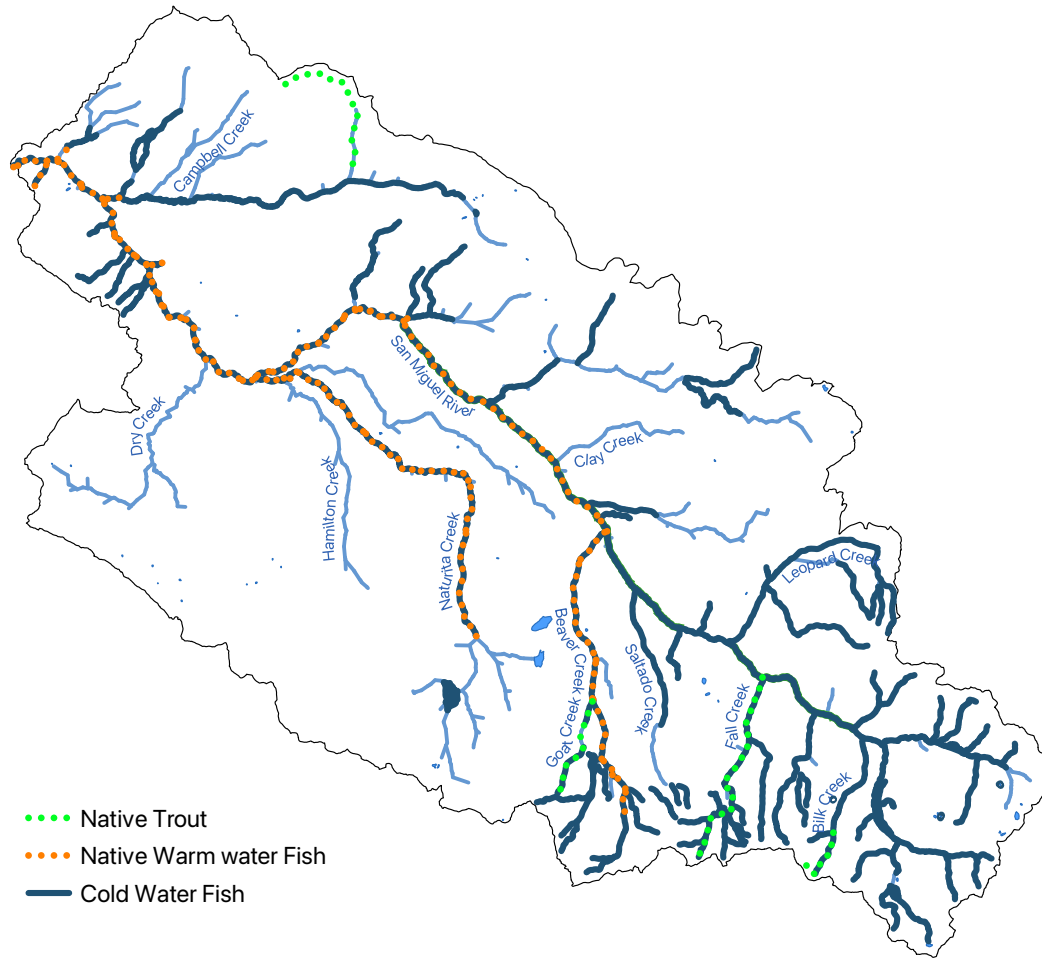 Campbell Creek
San Miguel River
Dry Creek
Clay Creek
Hamilton Creek
Naturita Creek
Leopard Creek
Beaver Creek
Saltado Creek
Fall Creek
Goat Creek
Bilk Creek
Native Trout
Native Warm water Fish
Cold Water Fish